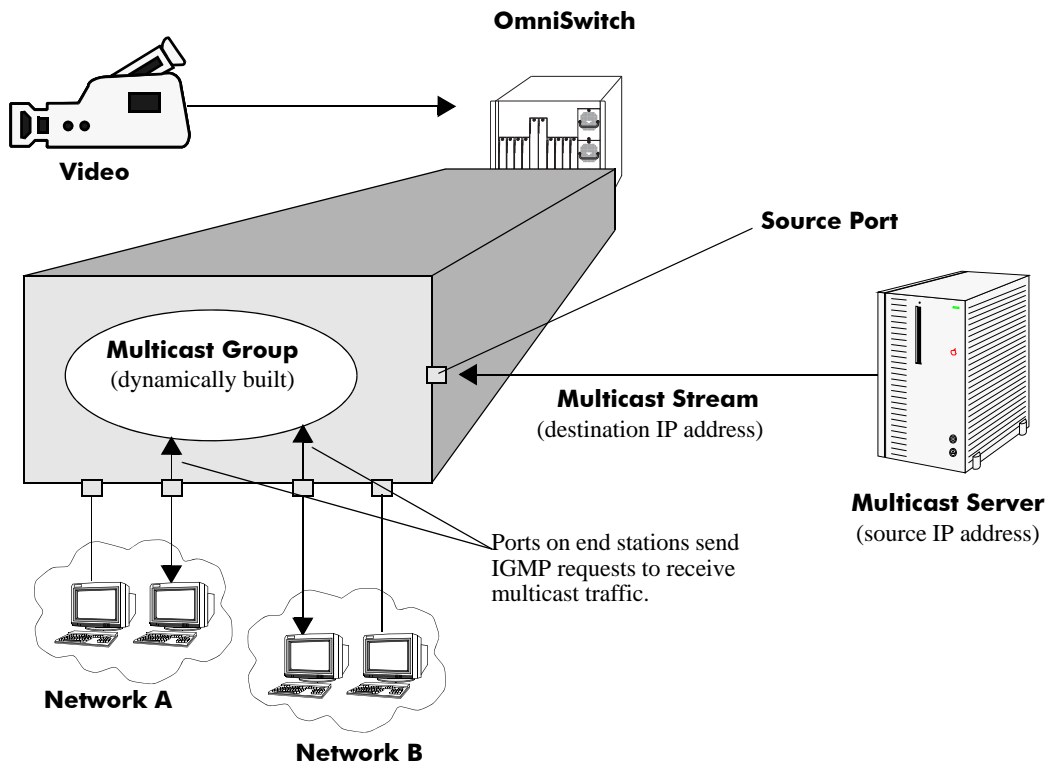 OmniSwitch
Video
Source Port
Multicast Group
(dynamically built)
Multicast Stream
(destination IP address)
Multicast Server
(source IP address)
Ports on end stations send
IGMP requests to receive
multicast traffic.
Network A
Network B